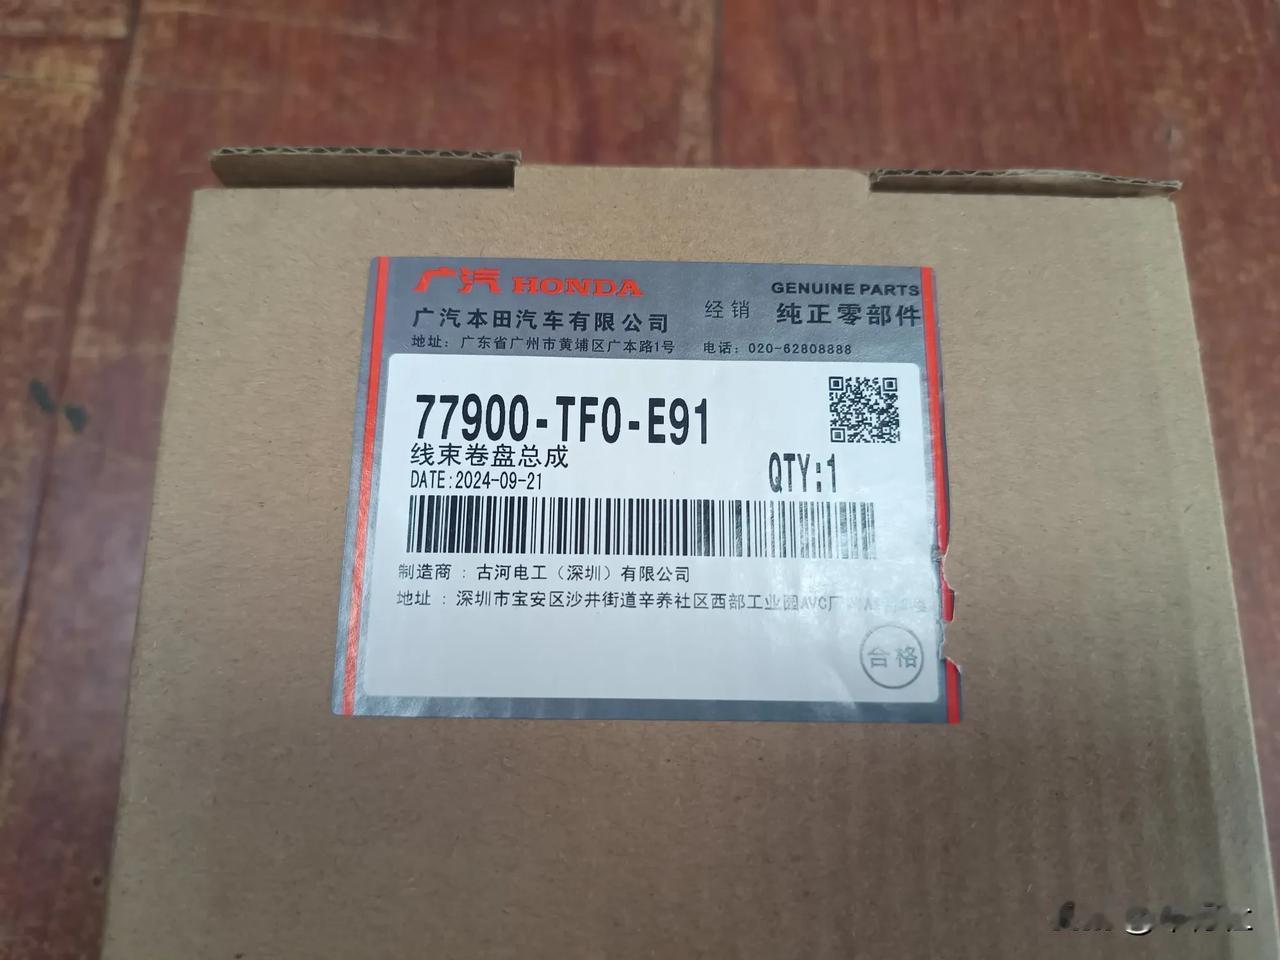 广汽 HONDA
GENUINE PARTS
广汽本田汽车有限公司 经销 纯正零部件
地址：广东省广州市黄埔区广本路1号 电话：020-62808888
77900-TF0-E91
线束卷盘总成
DATE:2024-09-21
QTY:1
制造商：古河电工（深圳）有限公司
地址：深圳市宝安区沙井街道辛养社区西部工业园AVC厂
合格